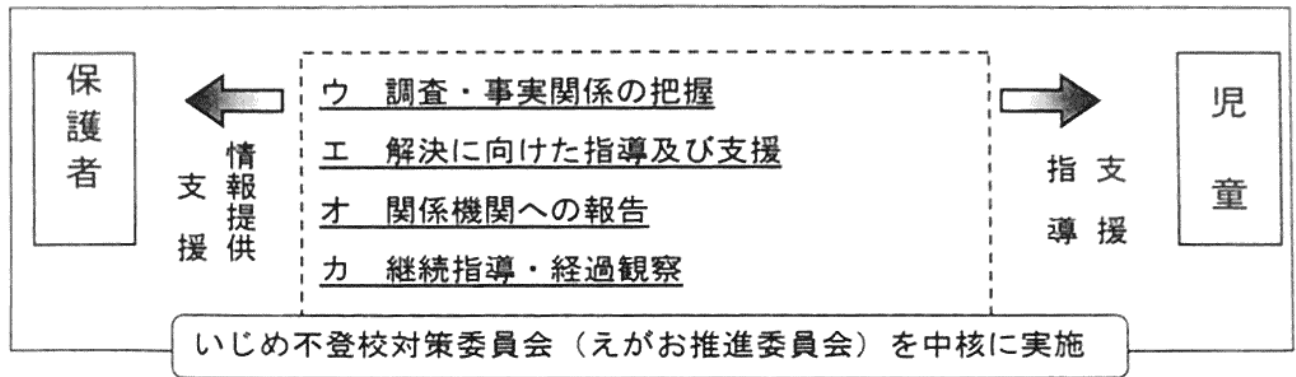 保護者
情報提供
支援
ウ 調査・事実関係の把握
エ 解決に向けた指導及び支援
オ 関係機関への報告
カ 継続指導・経過観察
支援
指導
児童
いじめ不登校対策委員会（えがお推進委員会）を中核に実施